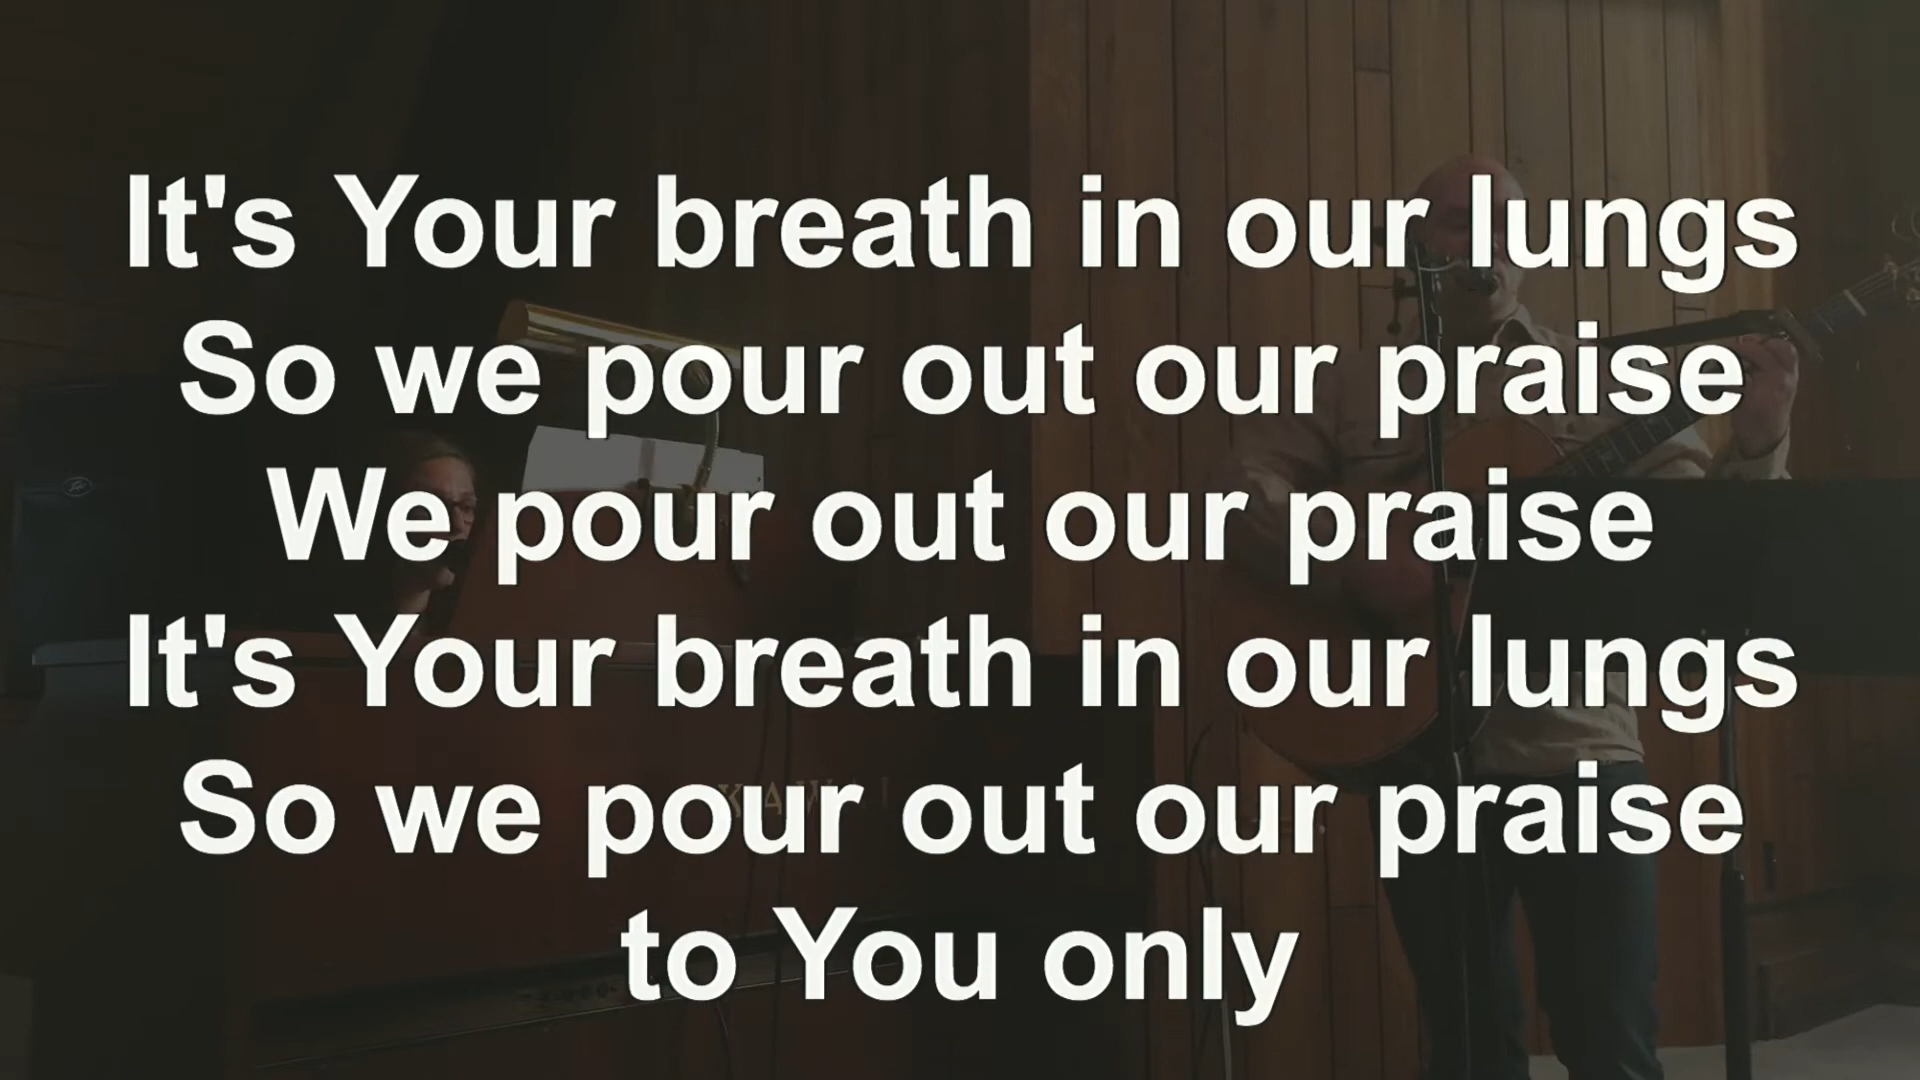 It's Your breath in our lungs
So we pour out our praise
We pour out our praise
It's Your breath in our lungs
So we pour out our praise
to You only
KAWAI